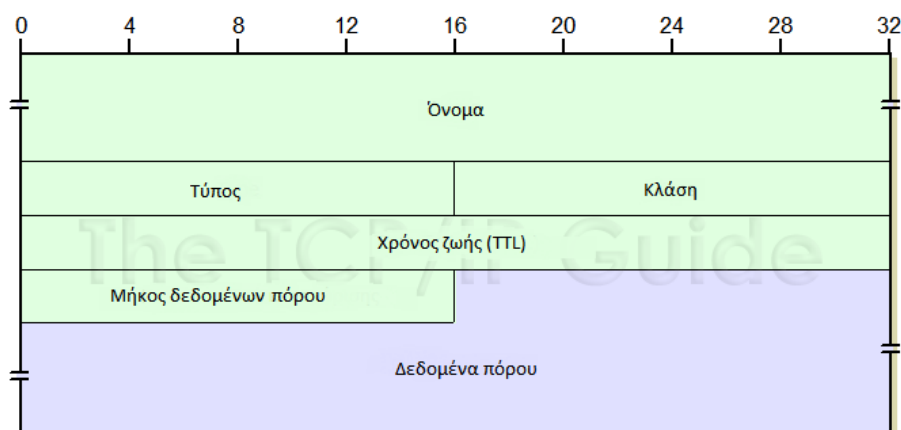 0 4 8 12 16 20 24 28 32
Όνομα
Τύπος Κλάση
The TCP/IP Guide
Χρόνος ζωής (TTL)
Μήκος δεδομένων πόρου
Δεδομένα πόρου